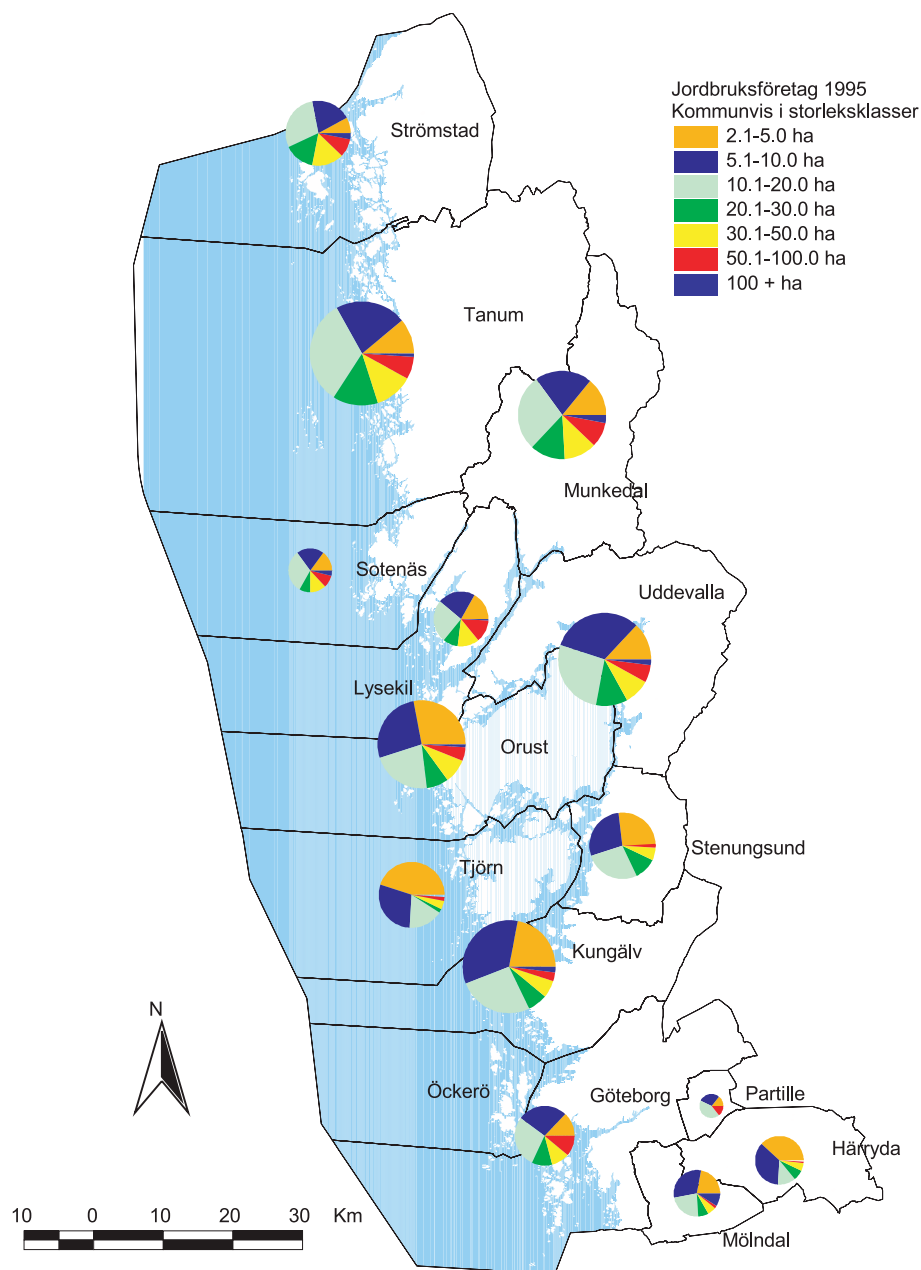 Jordbruksföretag 1995
Kommunvis i storleksklasser
2.1-5.0 ha
5.1-10.0 ha
10.1-20.0 ha
20.1-30.0 ha
30.1-50.0 ha
50.1-100.0 ha
100 + ha
Strömstad
Tanum
Munkedal
Sotenäs
Uddevalla
Lysekil
Orust
Stenungsund
Tjörn
Kungälv
N
Öckerö
Göteborg
Partille
Härryda
Mölndal
10 0 10 20 30 Km